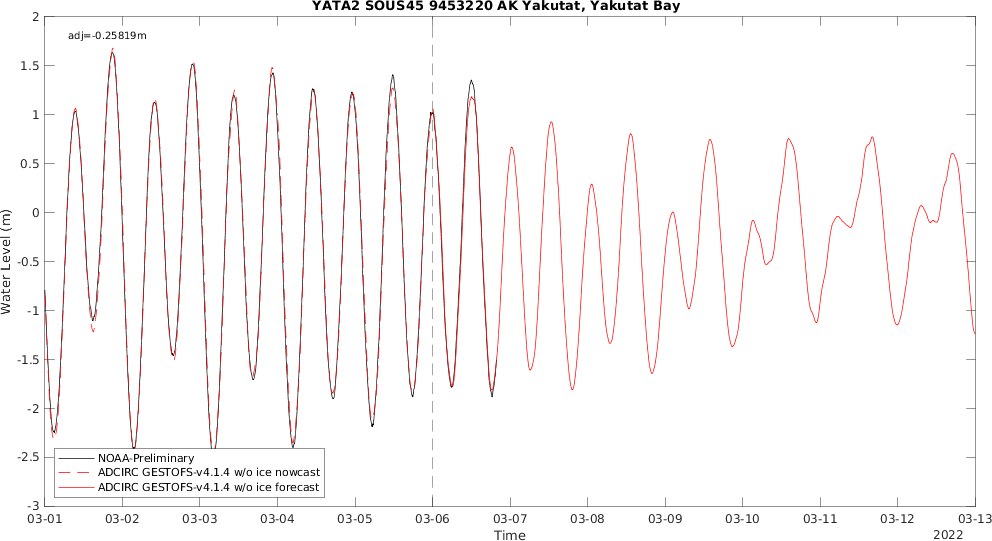 YATA2 SOUS45 9453220 AK Yakutat, Yakutat Bay
adj=-0.25819m
2
1.5
1
0.5
0
-0.5
-1
-1.5
-2
-2.5
-3
Water Level (m)
NOAA-Preliminary
ADCIRC GESTOFS-v4.1.4 w/o ice nowcast
ADCIRC GESTOFS-v4.1.4 w/o ice forecast
03-01 03-02 03-03 03-04 03-05 03-06 03-07 03-08 03-09 03-10 03-11 03-12 03-13
Time
2022